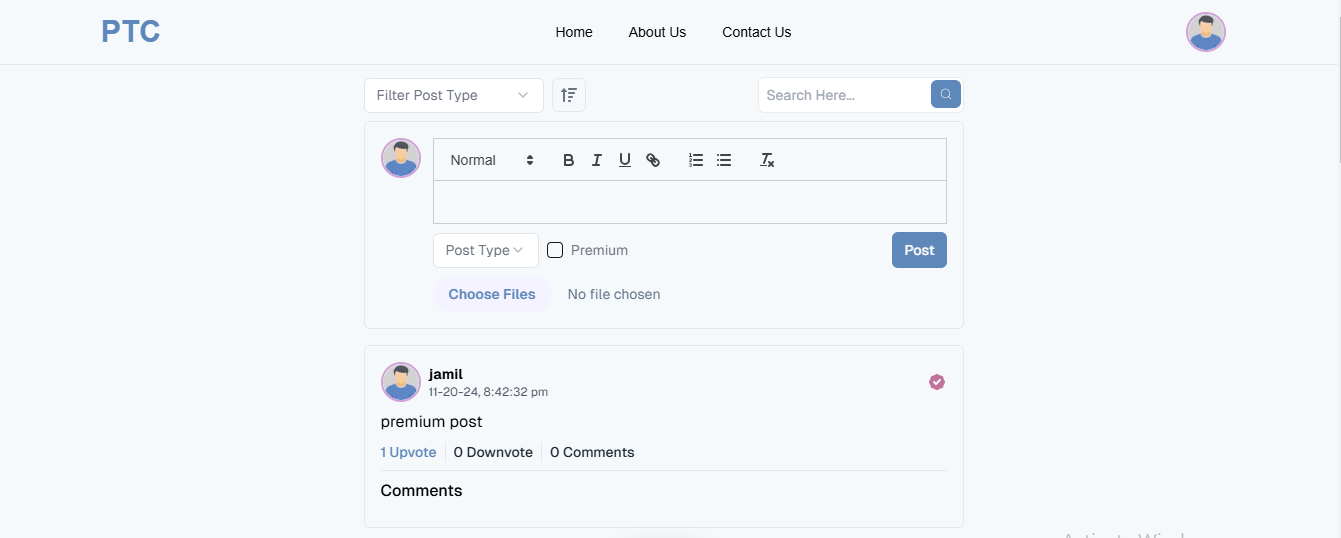 PTC
Home About Us Contact Us
Filter Post Type
Search Here...
Normal B I U
Post Type Premium Post
Choose Files No file chosen
jamil
11-20-24, 8:42:32 pm
premium post
1 Upvote 0 Downvote 0 Comments
Comments